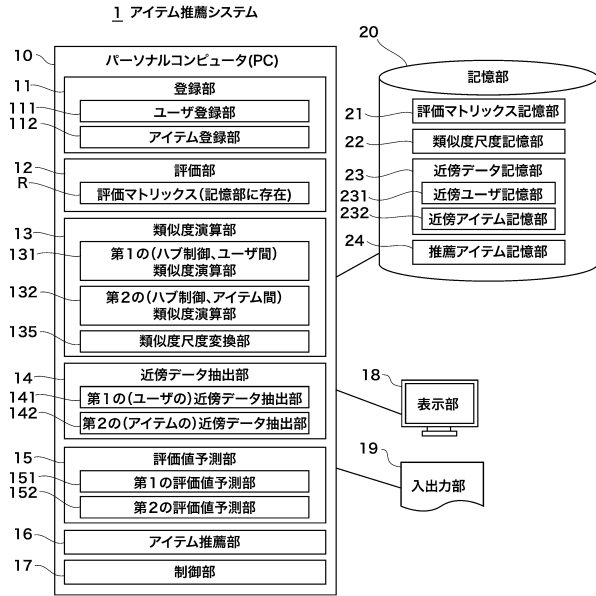 1 アイテム推薦システム
10
パーソナルコンピュータ(PC)
11
登録部
111
ユーザ登録部
112
アイテム登録部
12
評価部
R
評価マトリックス(記憶部に存在)
13
類似度演算部
131
第1の(ハブ制御、ユーザ間)
類似度演算部
132
第2の(ハブ制御、アイテム間)
類似度演算部
135
類似度尺度変換部
14
近傍データ抽出部
141
第1の(ユーザの)近傍データ抽出部
142
第2の(アイテムの)近傍データ抽出部
15
評価値予測部
151
第1の評価値予測部
152
第2の評価値予測部
16
アイテム推薦部
17
制御部
20
記憶部
21
評価マトリックス記憶部
22
類似度尺度記憶部
23
近傍データ記憶部
231
近傍ユーザ記憶部
232
近傍アイテム記憶部
24
推薦アイテム記憶部
18
表示部
19
入出力部